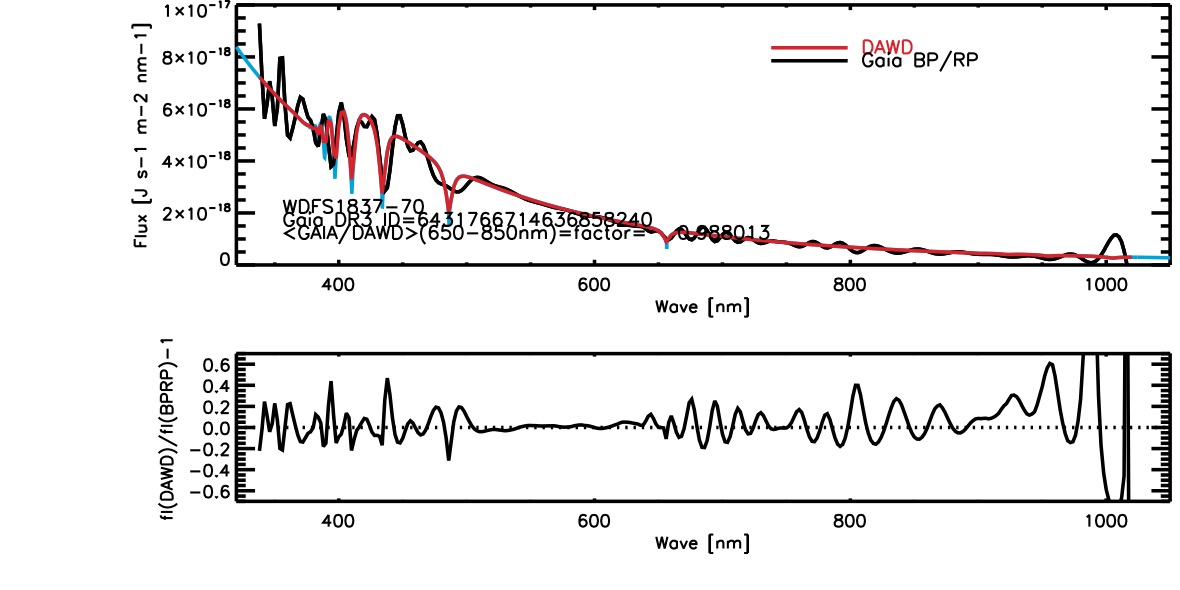 1×10⁻¹⁷
8×10⁻¹⁸
6×10⁻¹⁸
4×10⁻¹⁸
2×10⁻¹⁸
0
Flux [J s−1 m−2 nm−1]
DAWD
Gaia BP/RP
WDFS1837-70
Gaia DR3 ID=6431766714636858240
<GAIA/DAWD>(650-850nm)=factor= 0.988013
400 600 800 1000
Wave [nm]
fl(DAWD)/fl(BPRP)−1
0.6
0.4
0.2
0.0
−0.2
−0.4
−0.6
400 600 800 1000
Wave [nm]